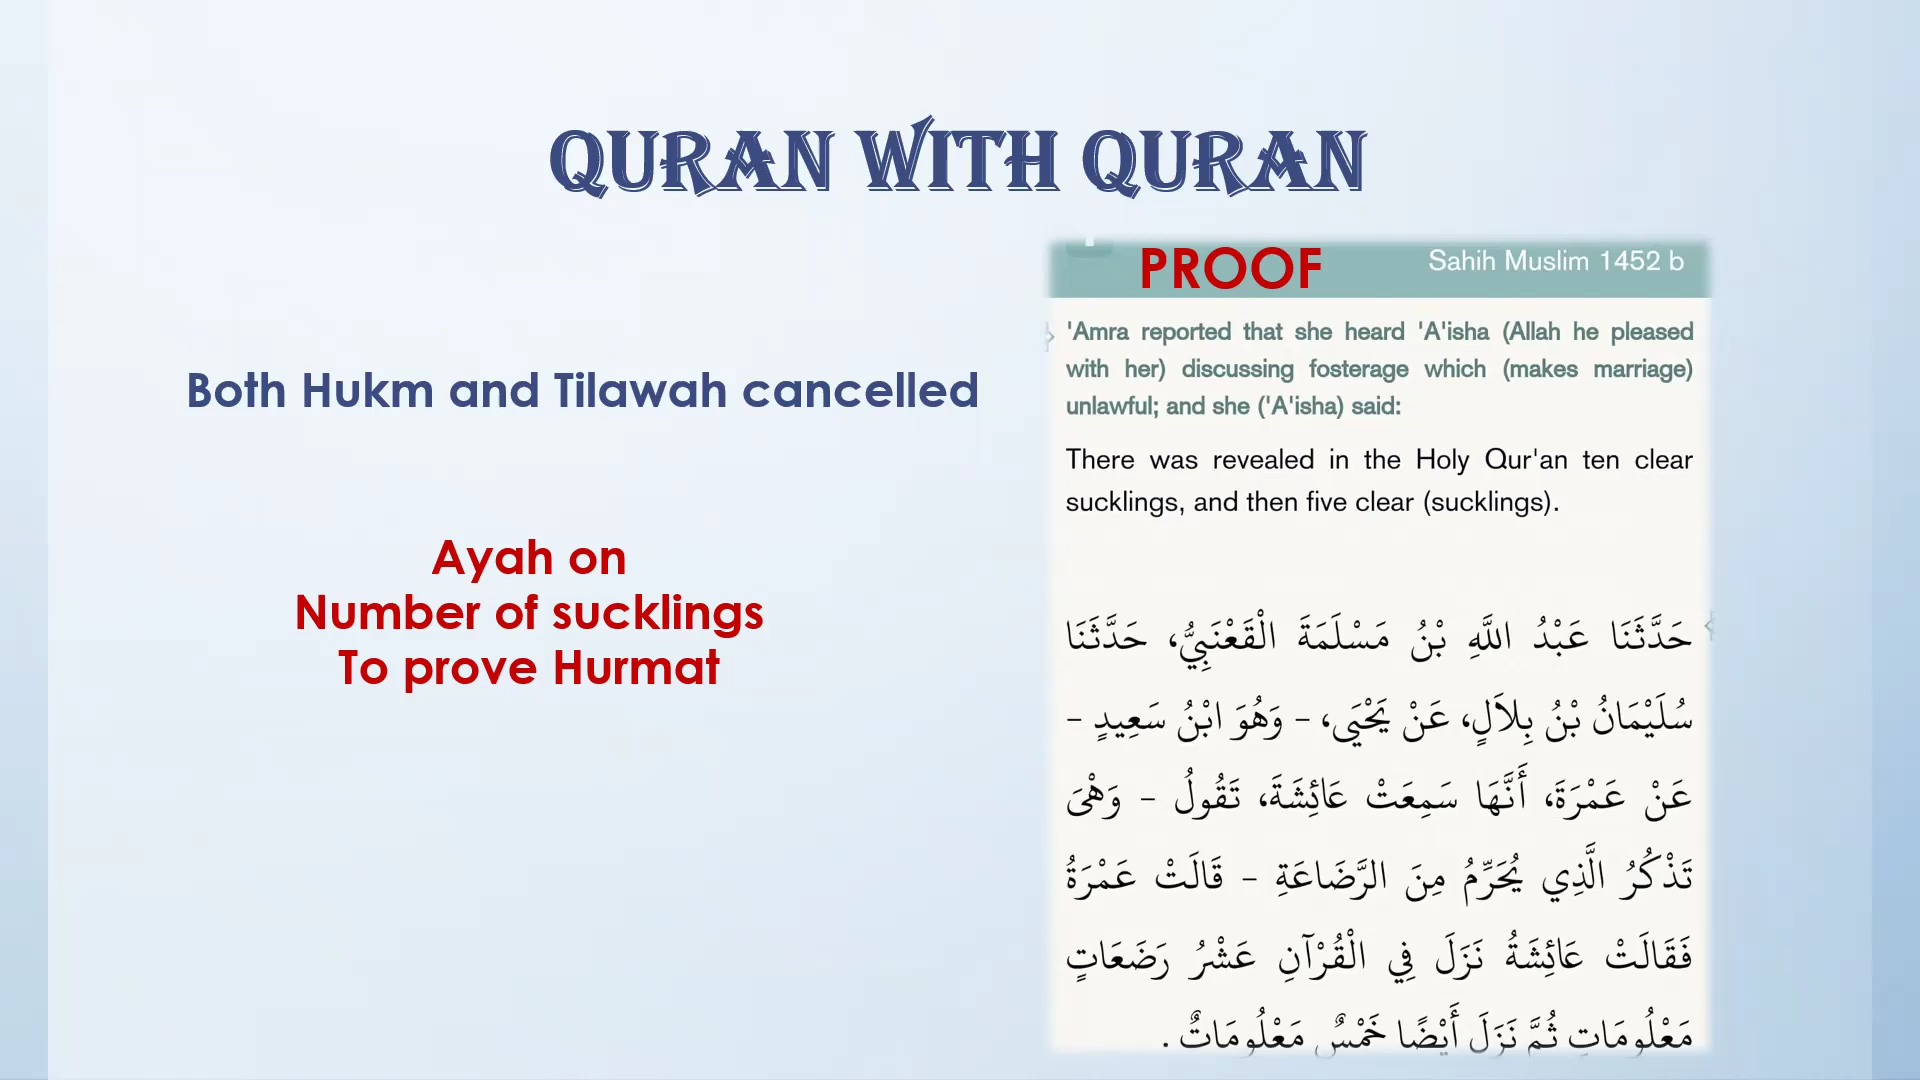 QURAN WITH QURAN
Both Hukm and Tilawah cancelled
Ayah on
Number of sucklings
To prove Hurmat
PROOF
Sahih Muslim 1452 b
'Amra reported that she heard 'A'isha (Allah he pleased
with her) discussing fosterage which (makes marriage)
unlawful; and she ('A'isha) said:
There was revealed in the Holy Qur'an ten clear
sucklings, and then five clear (sucklings).
حَدَّثَنَا عَبْدُ اللَّهِ بْنُ مَسْلَمَةَ الْقَعْنَبِيُّ، حَدَّثَنَا
سُلَيْمَانُ بْنُ بِلاَلٍ، عَنْ يَحْيَى، - وَهُوَ ابْنُ سَعِيدٍ -
عَنْ عَمْرَةَ، أَنَّهَا سَمِعَتْ عَائِشَةَ، تَقُولُ - وَهْىَ
تَذْكُرُ الَّذِي يُحَرِّمُ مِنَ الرَّضَاعَةِ - قَالَتْ عَمْرَةُ
فَقَالَتْ عَائِشَةُ نَزَلَ فِي الْقُرْآنِ عَشْرُ رَضَعَاتٍ
مَعْلُومَاتٍ ثُمَّ نَزَلَ أَيْضًا خَمْسٌ مَعْلُومَاتٌ .